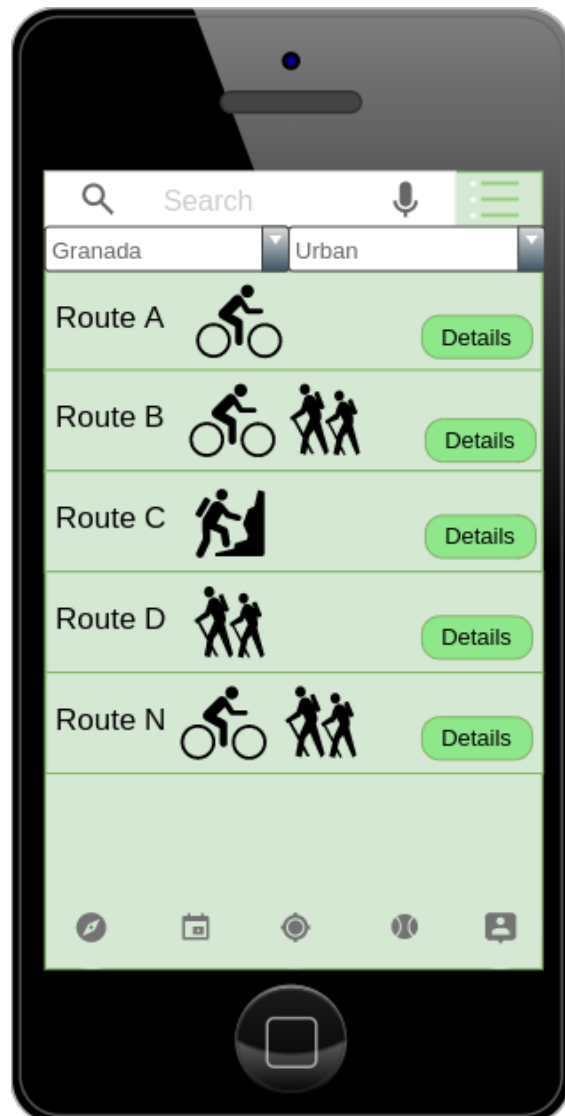 Search
Granada Urban
Route A
Details
Route B
Details
Route C
Details
Route D
Details
Route N
Details